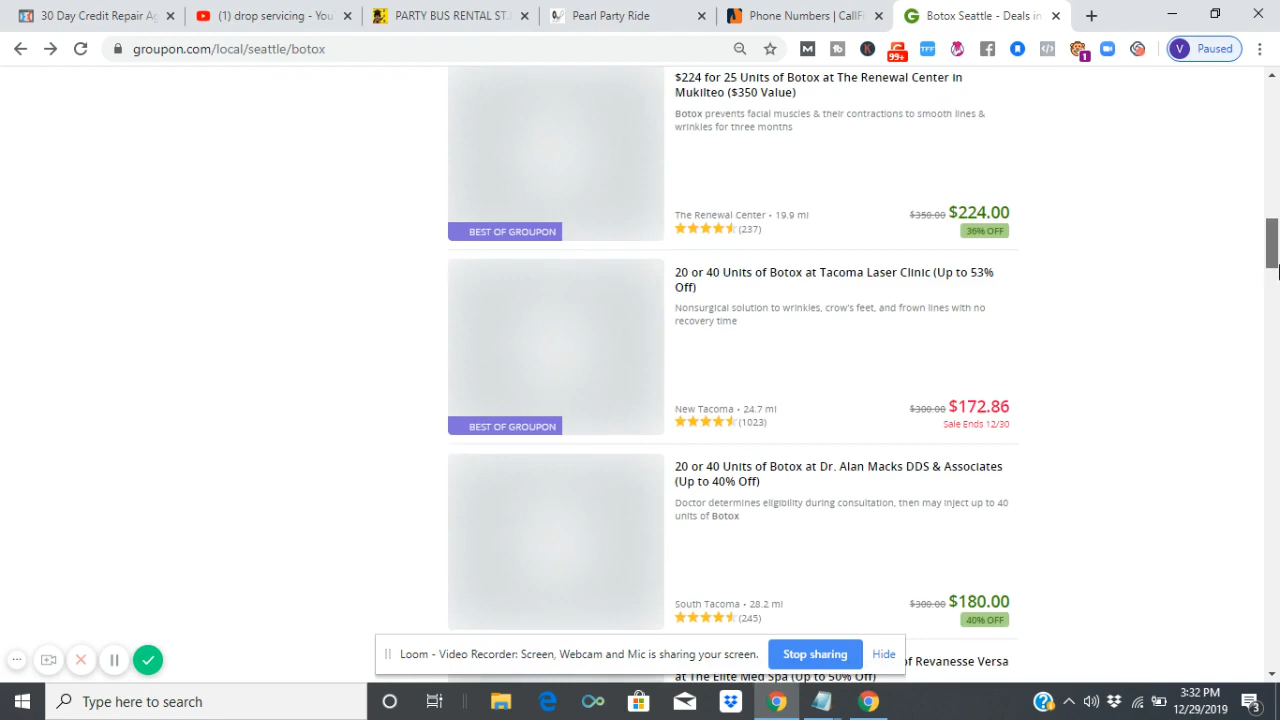 30 Day Credit Repair Ag
(1) drop servicing - You
PARTY BUS RENTAL ST.
Pearl Party Ride
Phone Numbers | CallFi
Botox Seattle - Deals in
groupon.com/local/seattle/botox
99+
TFF
1
V Paused
$224 for 25 Units of Botox at The Renewal Center in
Mukilteo ($350 Value)
Botox prevents facial muscles & their contractions to smooth lines &
wrinkles for three months
The Renewal Center • 19.9 mi
$350.00 $224.00
(237)
36% OFF
BEST OF GROUPON
20 or 40 Units of Botox at Tacoma Laser Clinic (Up to 53%
Off)
Nonsurgical solution to wrinkles, crow's feet, and frown lines with no
recovery time
New Tacoma • 24.7 mi
$300.00 $172.86
(1023)
Sale Ends 12/30
BEST OF GROUPON
20 or 40 Units of Botox at Dr. Alan Macks DDS & Associates
(Up to 40% Off)
Doctor determines eligibility during consultation, then may inject up to 40
units of Botox
South Tacoma • 28.2 mi
$300.00 $180.00
(245)
40% OFF
of Revanesse Versa
at The Elite Med Spa (Up to 50% Off)
Loom - Video Recorder: Screen, Webcam and Mic is sharing your screen.
Stop sharing
Hide
Type here to search
3:32 PM
12/29/2019
3